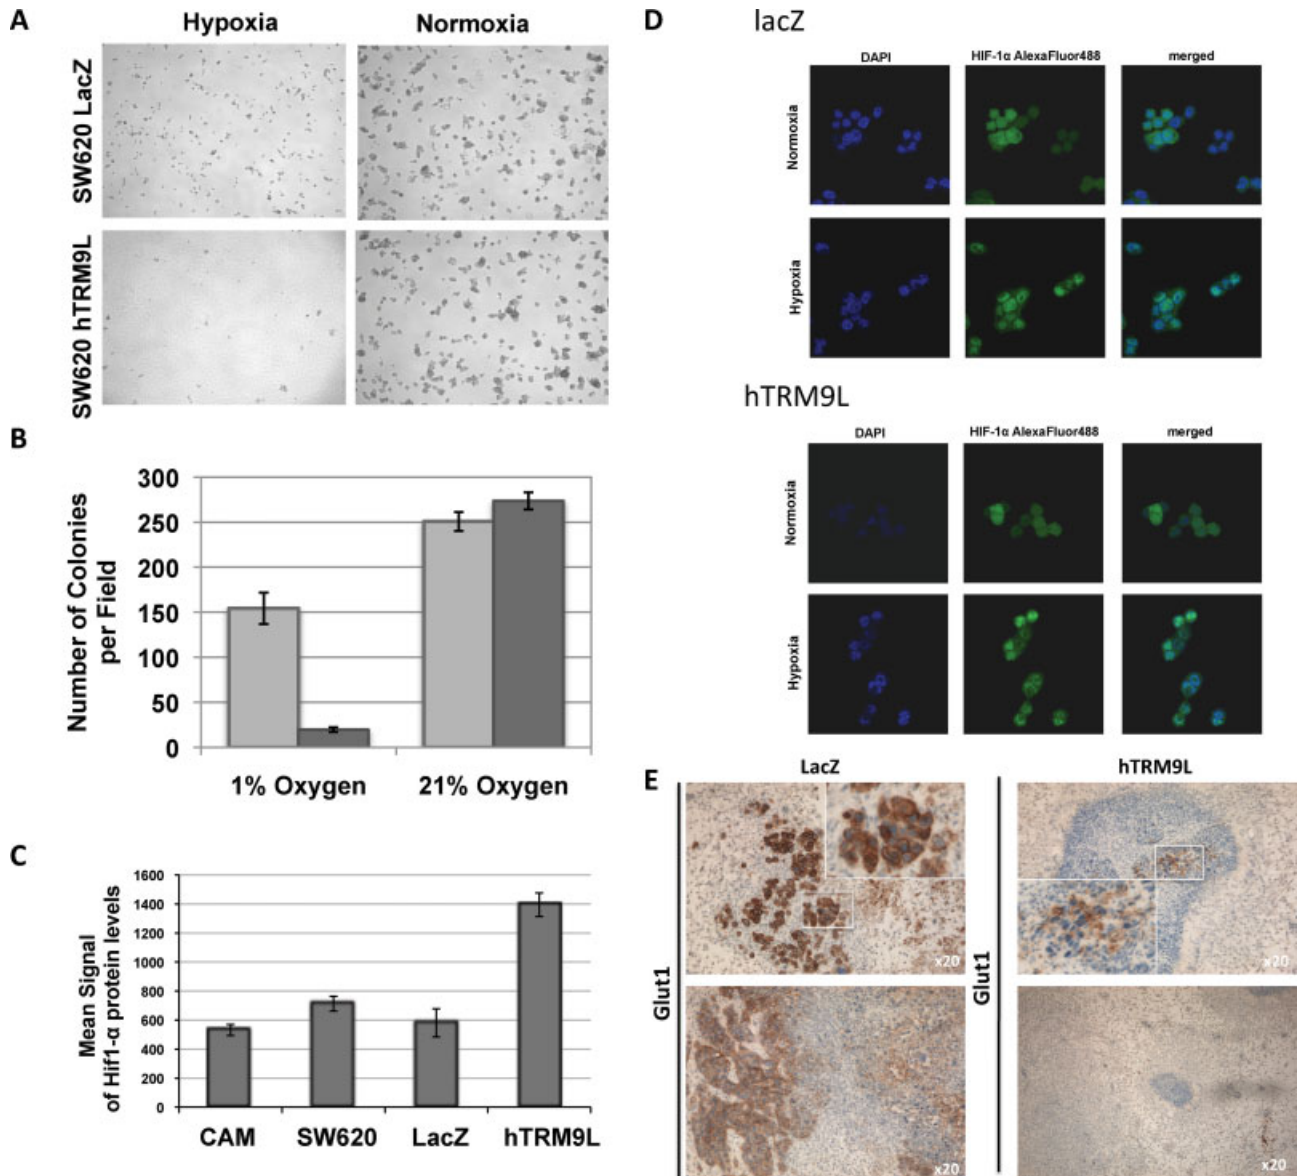 A
Hypoxia
Normoxia
SW620 LacZ
SW620 hTRM9L
B
Number of Colonies
per Field
300
250
200
150
100
50
0
1% Oxygen
21% Oxygen
C
Mean Signal
of Hif1-α protein levels
1600
1400
1200
1000
800
600
400
200
0
CAM
SW620
LacZ
hTRM9L
D
lacZ
DAPI
HIF-1α AlexaFluor488
merged
Normoxia
Hypoxia
hTRM9L
DAPI
HIF-1α AlexaFluor488
merged
Normoxia
Hypoxia
E
LacZ
hTRM9L
Glut1
x20
Glut1
x20
x20